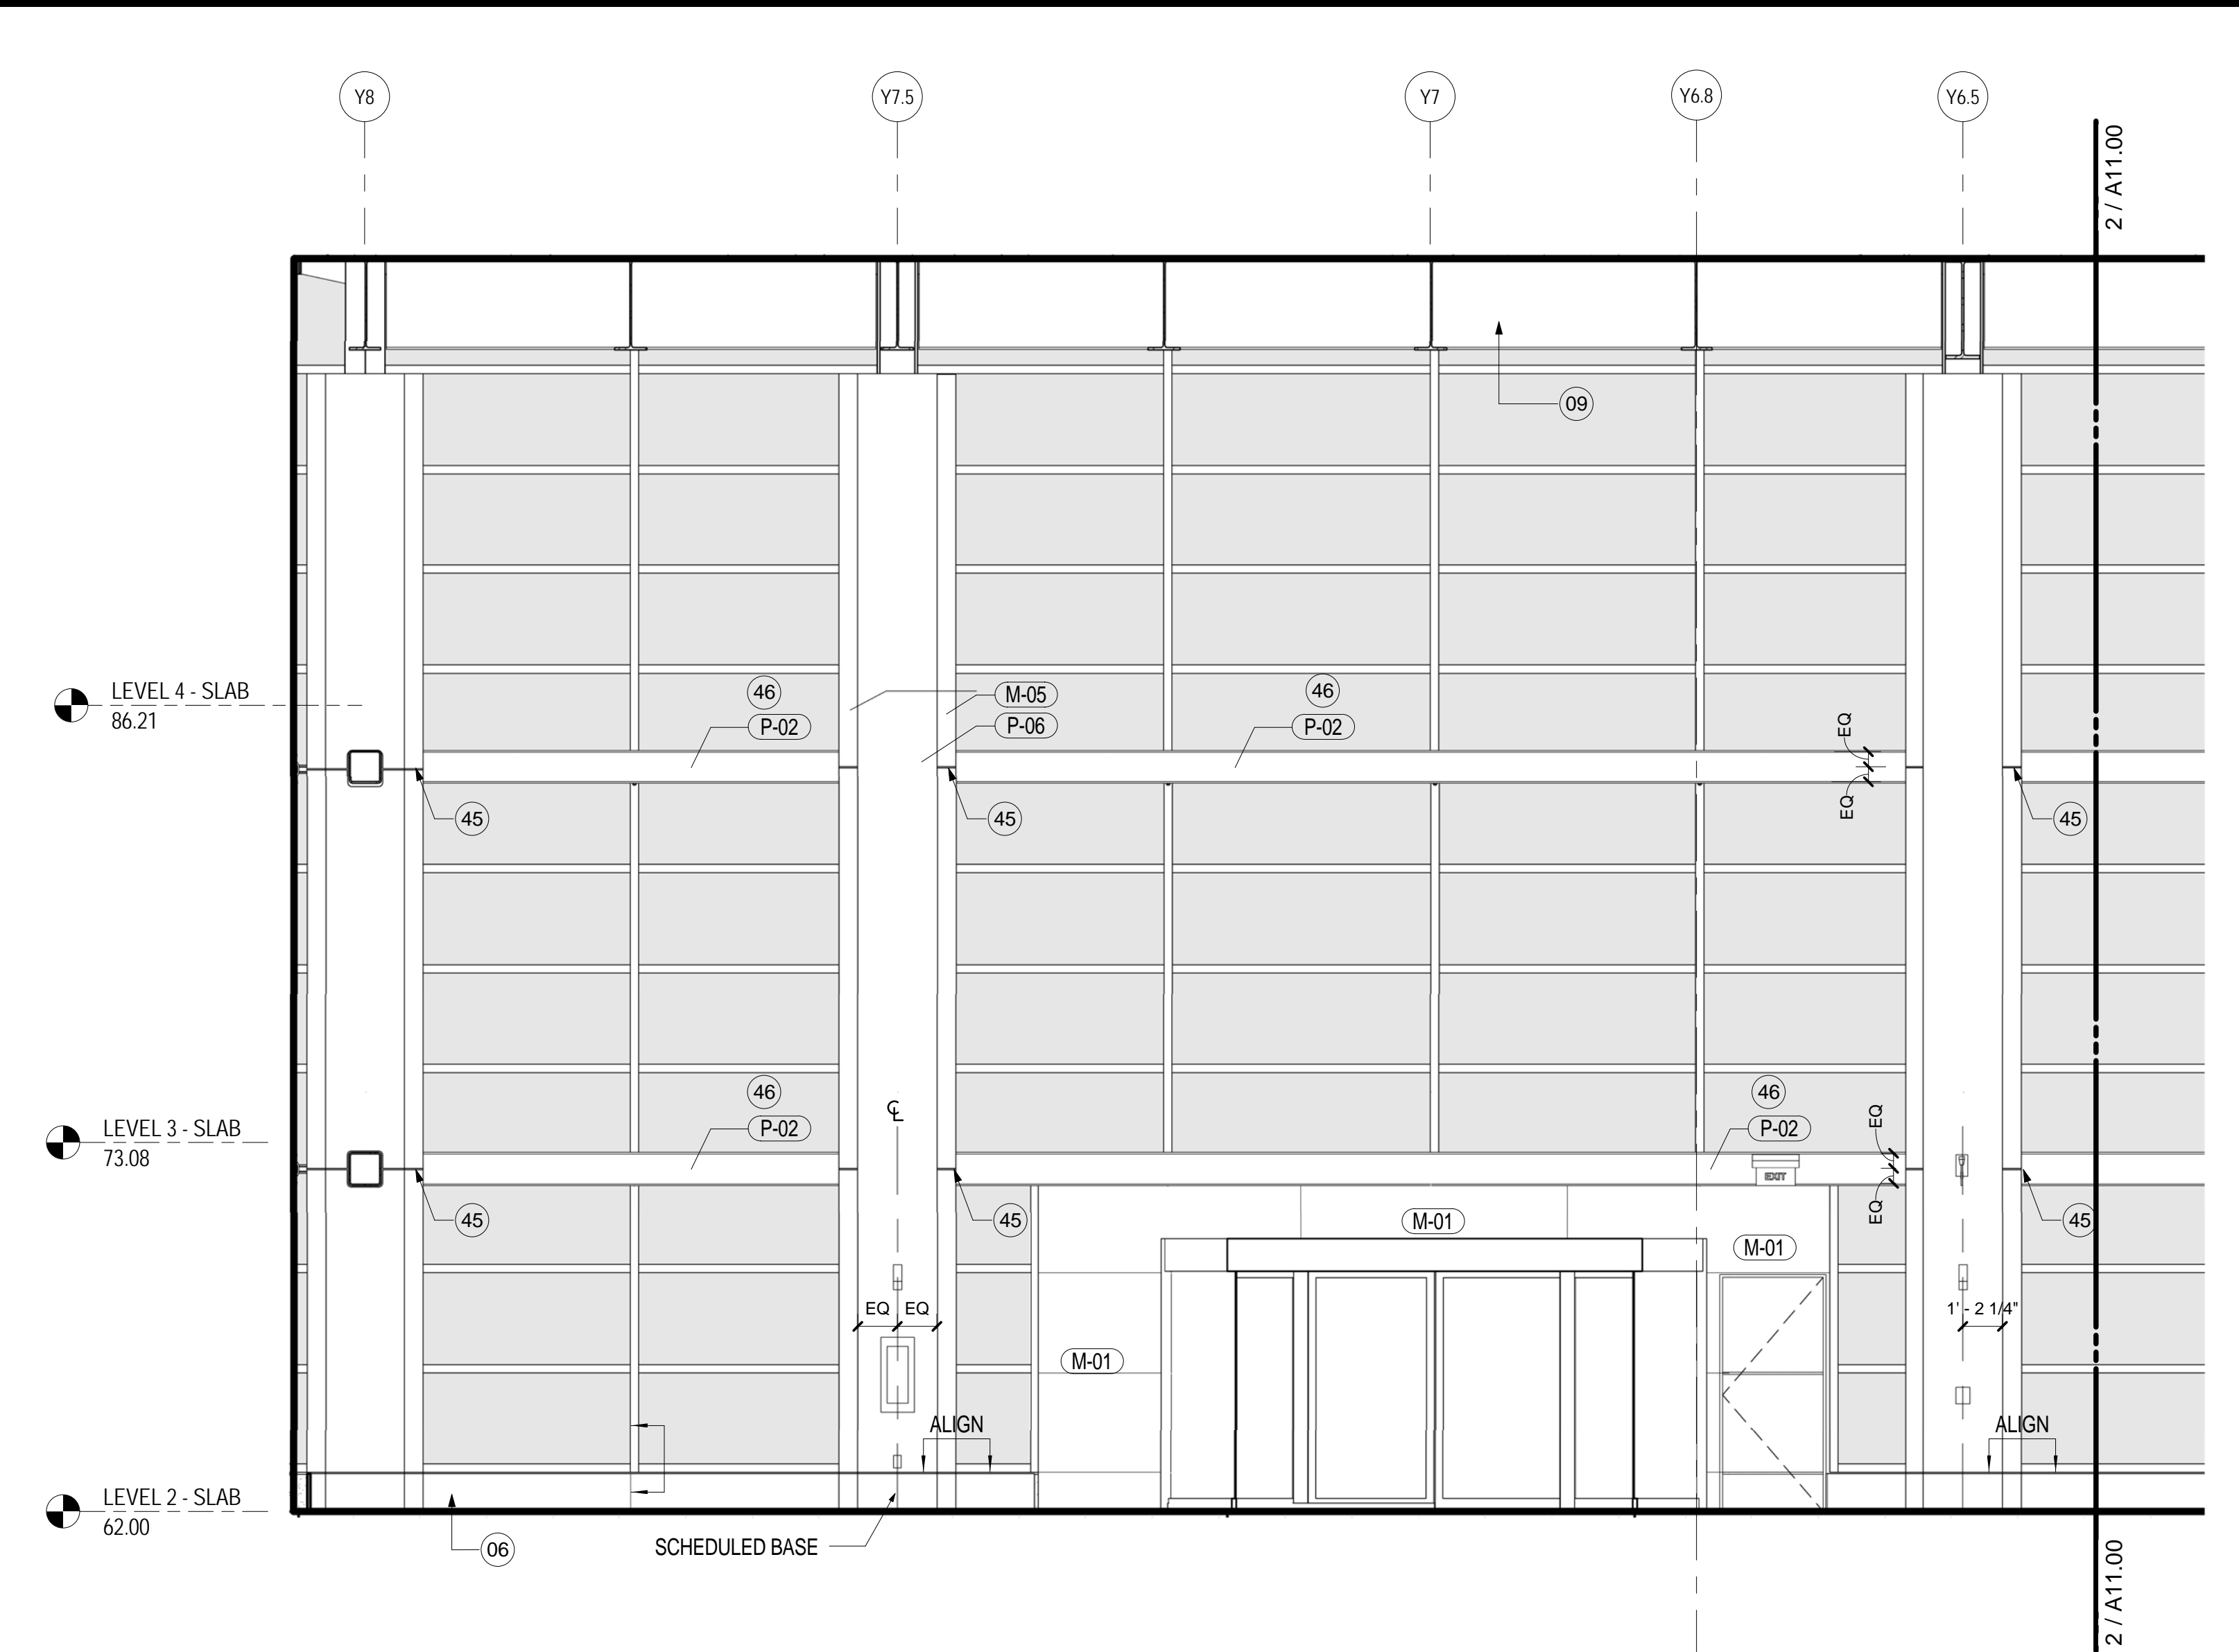 Y8
Y7.5
Y7
Y6.8
Y6.5
2 / A11.00
09
LEVEL 4 - SLAB
86.21
46
P-02
M-05
P-06
46
P-02
EQ
EQ
45
45
45
LEVEL 3 - SLAB
73.08
46
P-02
CL
46
P-02
EQ
EQ
EXIT
45
45
45
M-01
M-01
EQ
EQ
1' - 2 1/4"
M-01
ALIGN
ALIGN
LEVEL 2 - SLAB
62.00
06
SCHEDULED BASE
2 / A11.00